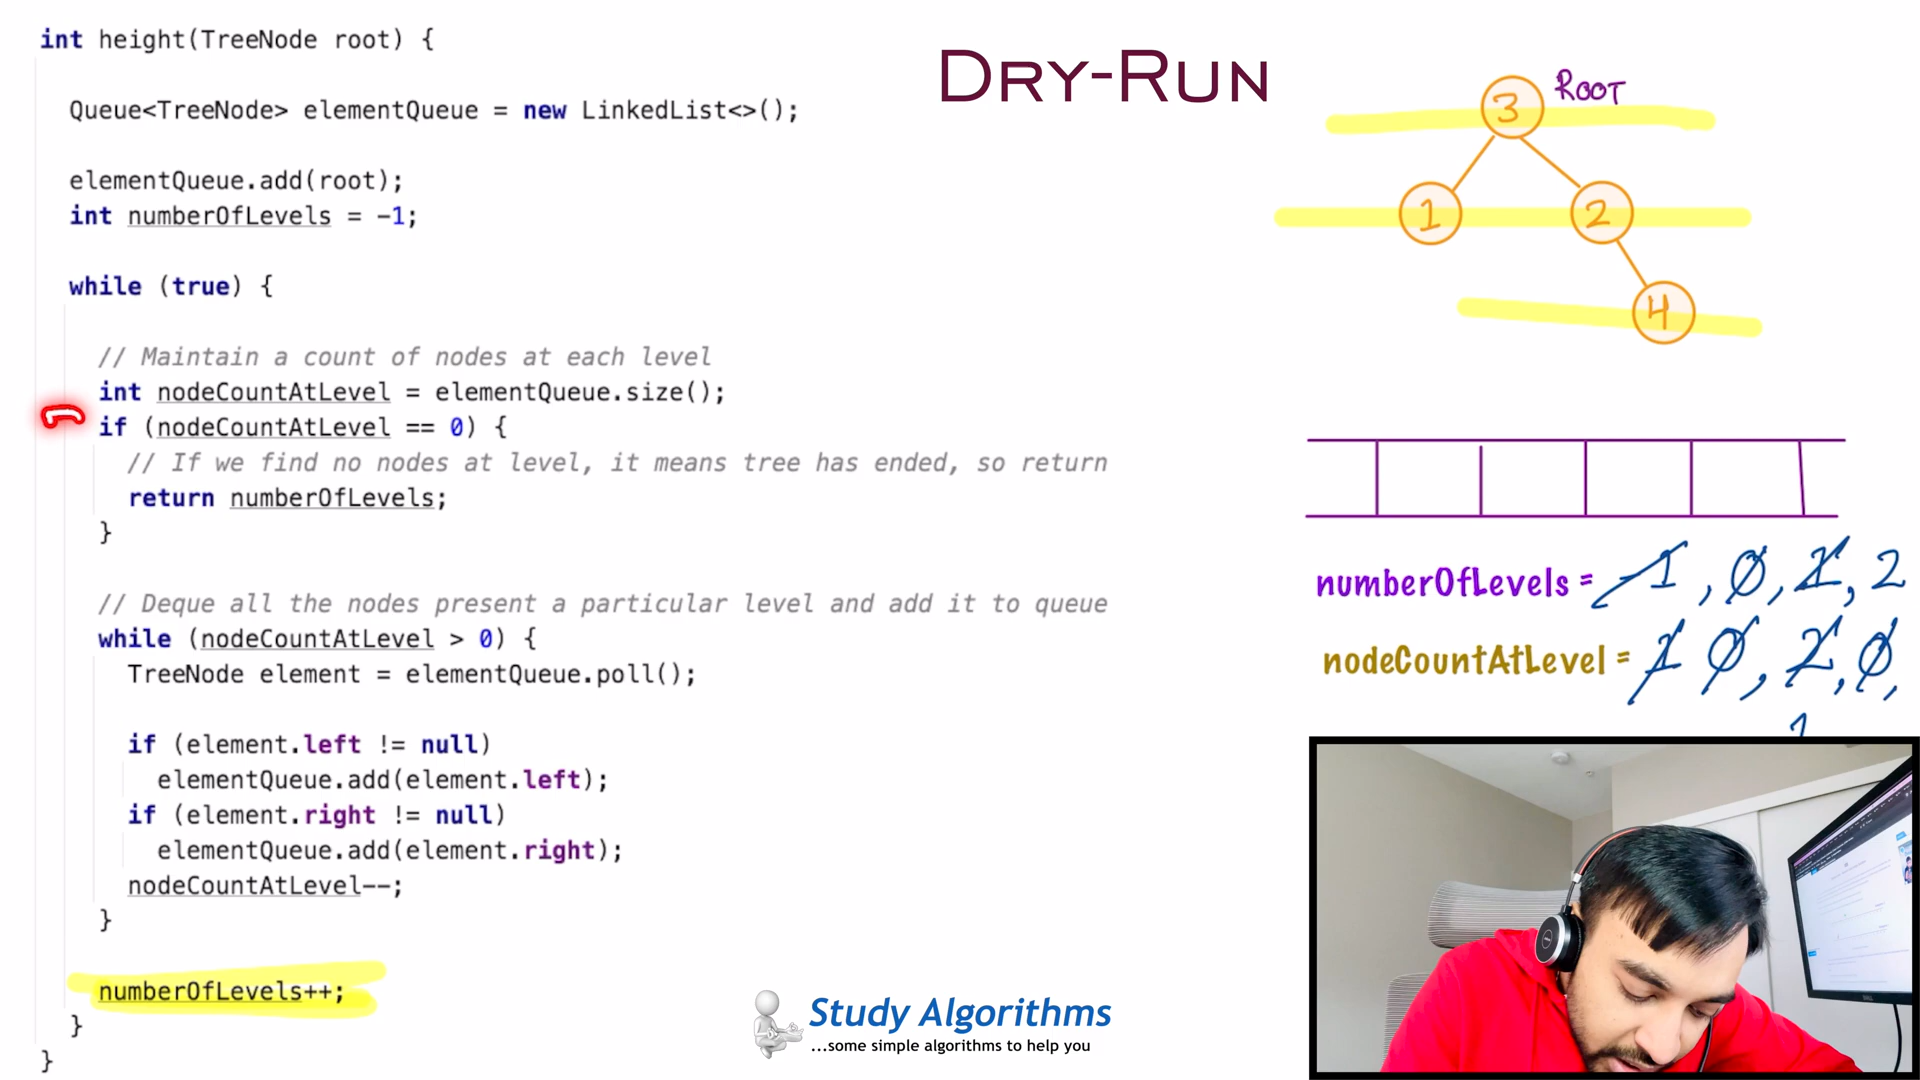 int height(TreeNode root) {
Queue<TreeNode> elementQueue = new LinkedList<>();
elementQueue.add(root);
int numberOfLevels = -1;
while (true) {
// Maintain a count of nodes at each level
int nodeCountAtLevel = elementQueue.size();
if (nodeCountAtLevel == 0) {
// If we find no nodes at level, it means tree has ended, so return
return numberOfLevels;
}
// Deque all the nodes present a particular level and add it to queue
while (nodeCountAtLevel > 0) {
TreeNode element = elementQueue.poll();
if (element.left != null)
elementQueue.add(element.left);
if (element.right != null)
elementQueue.add(element.right);
nodeCountAtLevel--;
}
numberOfLevels++;
}
}
DRY-RUN
3 ROOT
1 2
4
numberOfLevels = -1, 0, 1, 2
nodeCountAtLevel = 1 0, 2, 0,
1
Study Algorithms
...some simple algorithms to help you